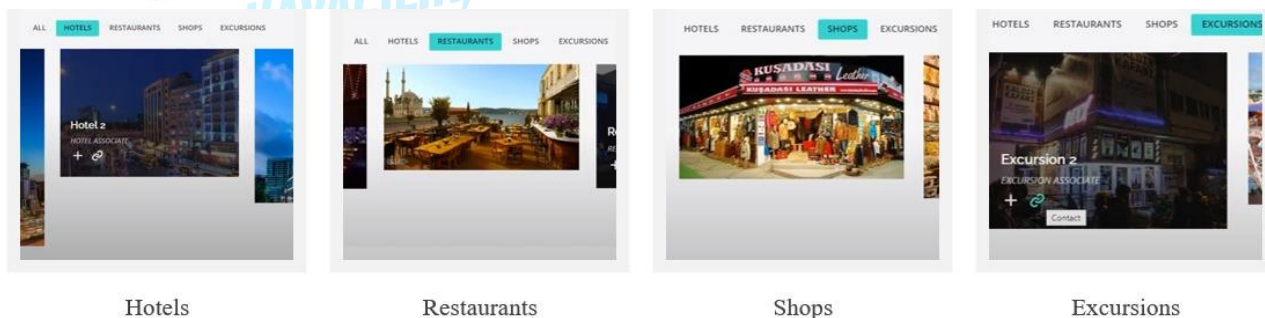 ALL HOTELS RESTAURANTS SHOPS EXCURSIONS
Hotel 2
HOTEL ASSOCIATE
ALL HOTELS RESTAURANTS SHOPS EXCURSIONS
HOTELS RESTAURANTS SHOPS EXCURSIONS
KUŞADASI Leather
KUŞADASI LEATHER
HOTELS RESTAURANTS SHOPS EXCURSIONS
Excursion 2
EXCURSION ASSOCIATE
Contact
Hotels
Restaurants
Shops
Excursions